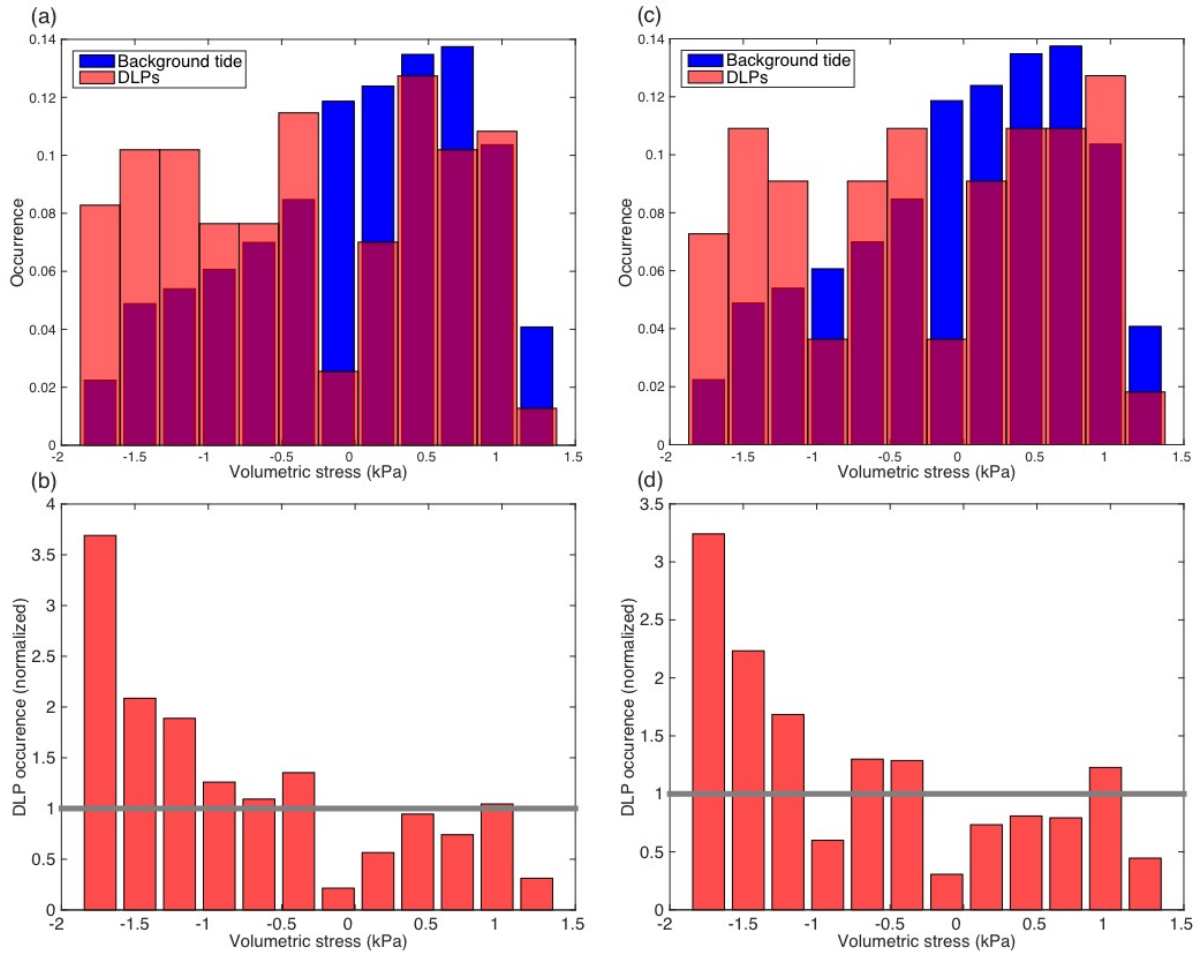 (a)
0.14
0.12
0.1
0.08
0.06
0.04
0.02
0
Occurrence
Background tide
DLPs
-2 -1.5 -1 -0.5 0 0.5 1 1.5
Volumetric stress (kPa)
(c)
0.14
0.12
0.1
0.08
0.06
0.04
0.02
0
Occurrence
Background tide
DLPs
-2 -1.5 -1 -0.5 0 0.5 1 1.5
Volumetric stress (kPa)
(b)
4
3.5
3
2.5
2
1.5
1
0.5
0
DLP occurence (normalized)
-2 -1.5 -1 -0.5 0 0.5 1 1.5
Volumetric stress (kPa)
(d)
3.5
3
2.5
2
1.5
1
0.5
0
DLP occurence (normalized)
-2 -1.5 -1 -0.5 0 0.5 1 1.5
Volumetric stress (kPa)